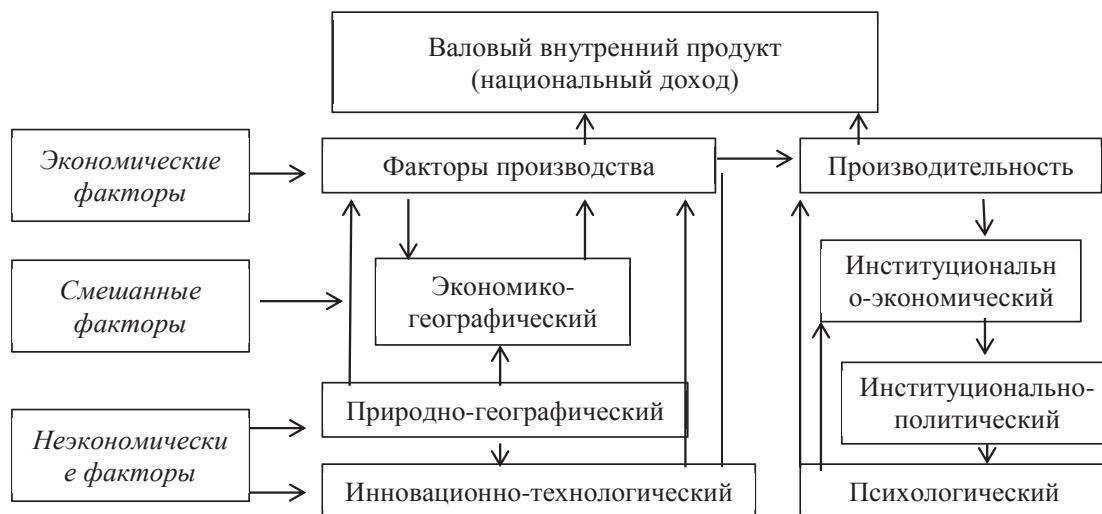 Валовый внутренний продукт
(национальный доход)
Экономические
факторы
Факторы производства
Производительность
Смешанные
факторы
Экономико-
географический
Институциональн
о-экономический
Институционально-
политический
Неэкономически
е факторы
Природно-географический
Инновационно-технологический
Психологический